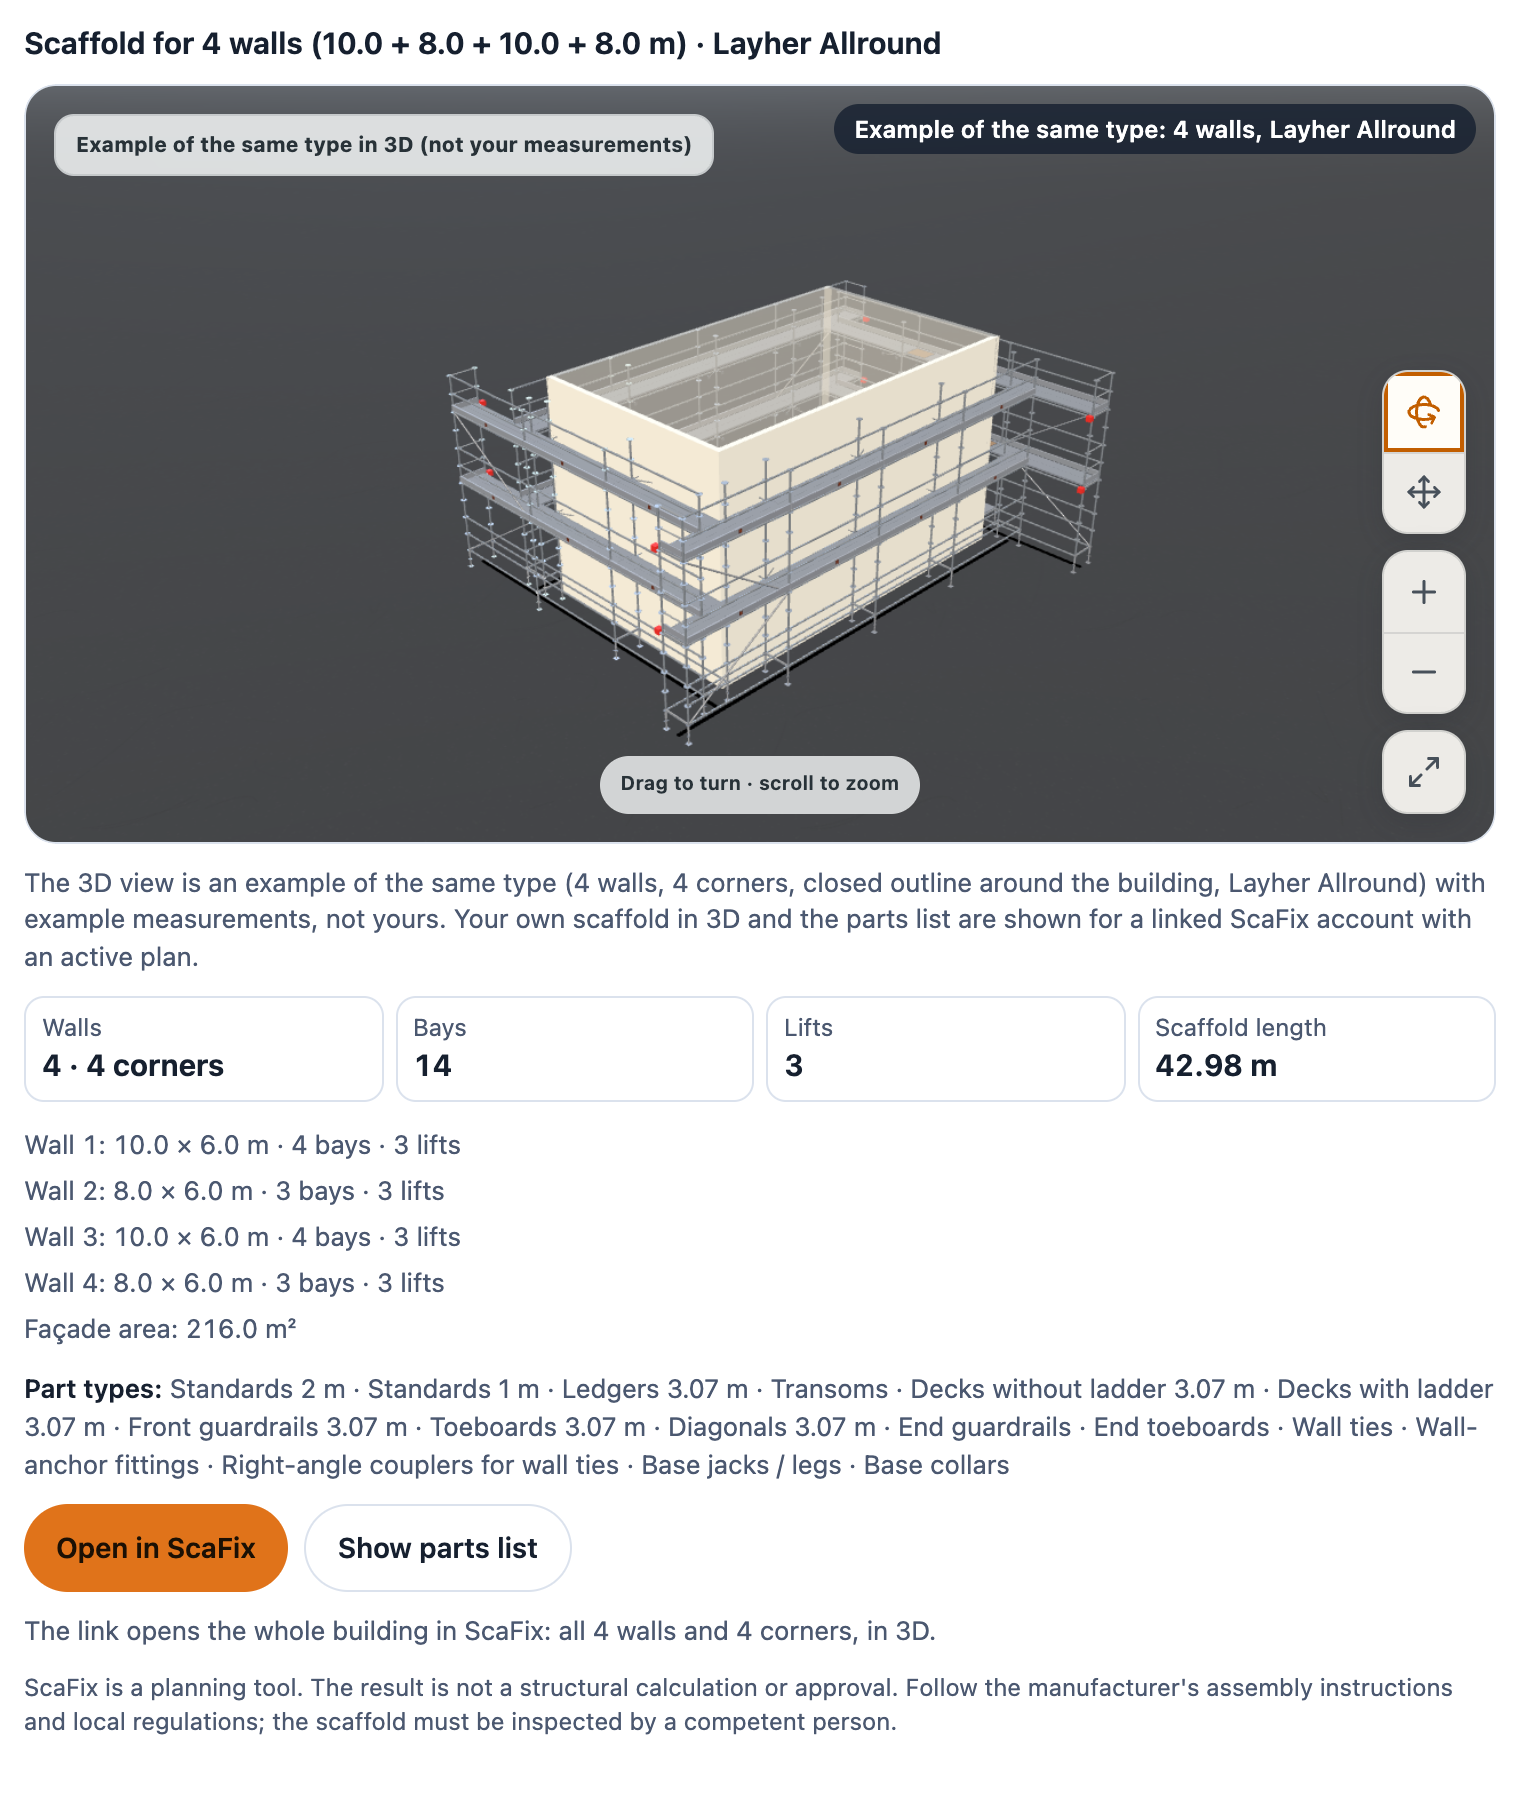 Scaffold for 4 walls (10.0 + 8.0 + 10.0 + 8.0 m) · Layher Allround
Example of the same type in 3D (not your measurements)
Example of the same type: 4 walls, Layher Allround
Drag to turn · scroll to zoom
The 3D view is an example of the same type (4 walls, 4 corners, closed outline around the building, Layher Allround) with
example measurements, not yours. Your own scaffold in 3D and the parts list are shown for a linked ScaFix account with
an active plan.
Walls
4 · 4 corners
Bays
14
Lifts
3
Scaffold length
42.98 m
Wall 1: 10.0 × 6.0 m · 4 bays · 3 lifts
Wall 2: 8.0 × 6.0 m · 3 bays · 3 lifts
Wall 3: 10.0 × 6.0 m · 4 bays · 3 lifts
Wall 4: 8.0 × 6.0 m · 3 bays · 3 lifts
Façade area: 216.0 m²
Part types: Standards 2 m · Standards 1 m · Ledgers 3.07 m · Transoms · Decks without ladder 3.07 m · Decks with ladder
3.07 m · Front guardrails 3.07 m · Toeboards 3.07 m · Diagonals 3.07 m · End guardrails · End toeboards · Wall ties · Wall-
anchor fittings · Right-angle couplers for wall ties · Base jacks / legs · Base collars
Open in ScaFix
Show parts list
The link opens the whole building in ScaFix: all 4 walls and 4 corners, in 3D.
ScaFix is a planning tool. The result is not a structural calculation or approval. Follow the manufacturer's assembly instructions
and local regulations; the scaffold must be inspected by a competent person.